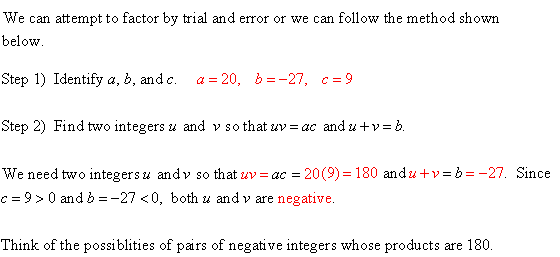 We can attempt to factor by trial and error or we can follow the method shown
below.
Step 1) Identify a, b, and c. a = 20, b = −27, c = 9
Step 2) Find two integers u and v so that uv = ac and u + v = b.
We need two integers u and v so that uv = ac = 20(9) = 180 and u + v = b = −27. Since
c = 9 > 0 and b = −27 < 0, both u and v are negative.
Think of the possiblities of pairs of negative integers whose products are 180.